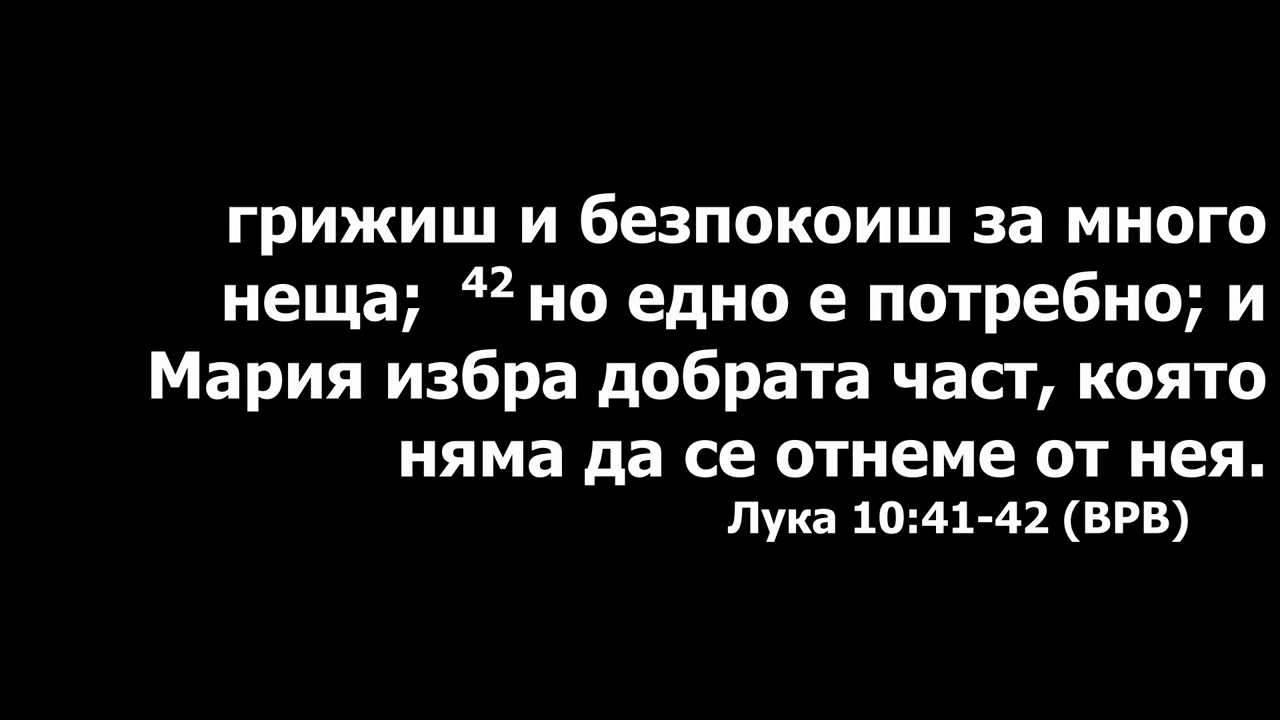 грижиш и безпокоиш за много
неща; 42 но едно е потребно; и
Мария избра добрата част, която
няма да се отнеме от нея.
Лука 10:41-42 (ВРВ)